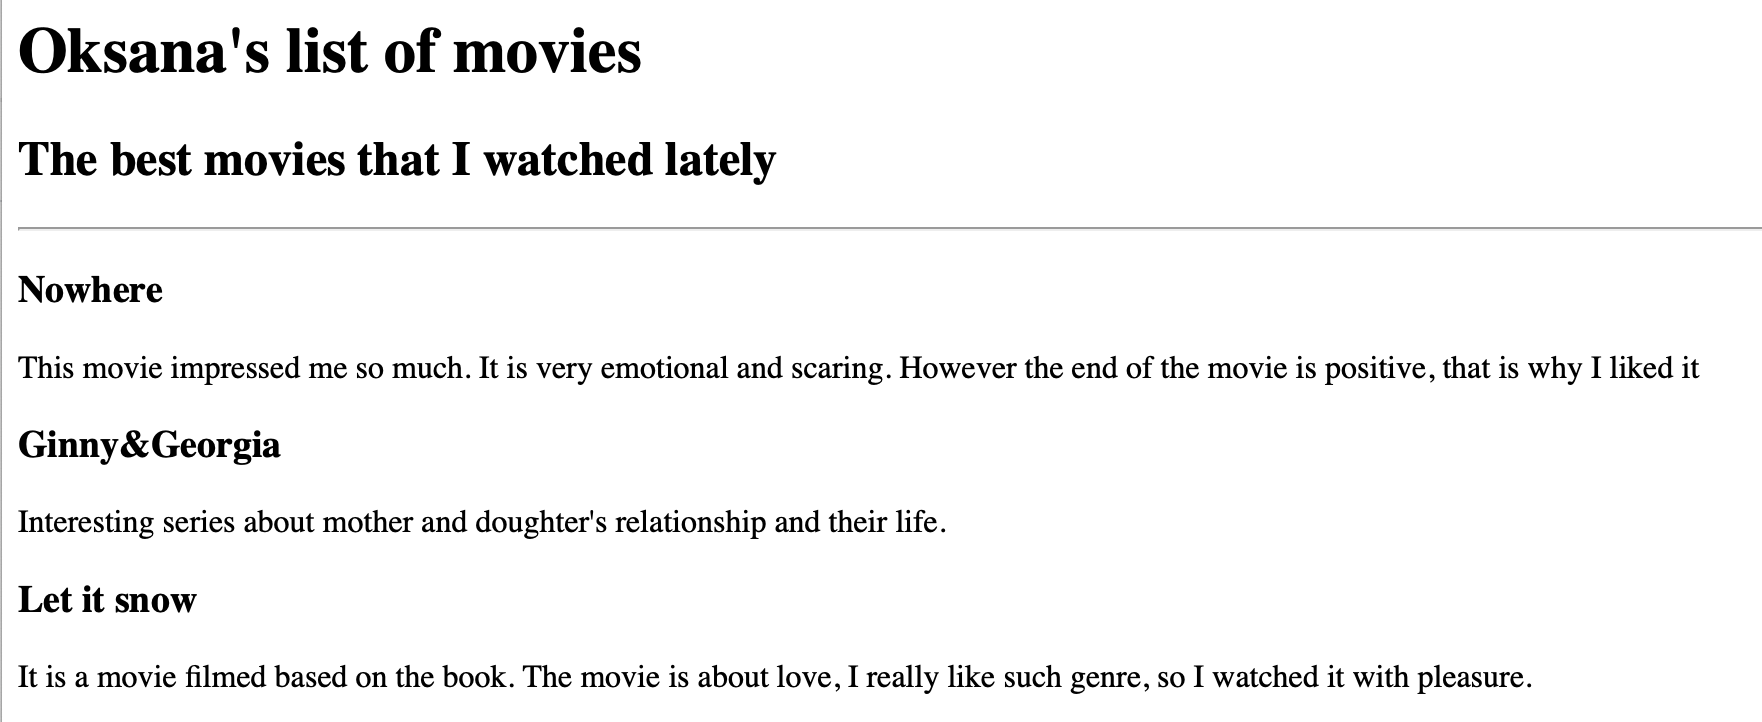 Oksana's list of movies
The best movies that I watched lately
Nowhere
This movie impressed me so much. It is very emotional and scaring. However the end of the movie is positive, that is why I liked it
Ginny&Georgia
Interesting series about mother and doughter's relationship and their life.
Let it snow
It is a movie filmed based on the book. The movie is about love, I really like such genre, so I watched it with pleasure.